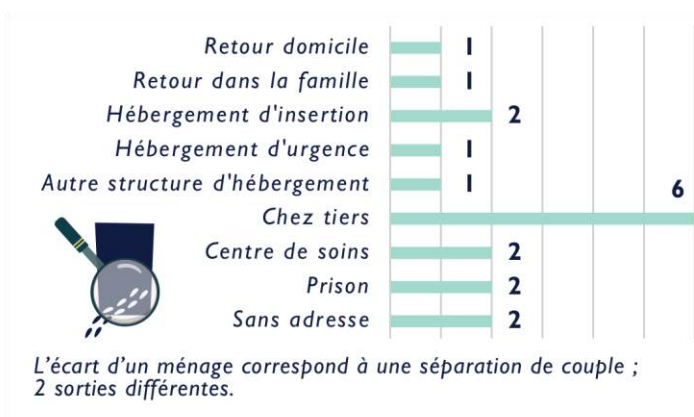 Retour domicile 1
Retour dans la famille 1
Hébergement d'insertion 2
Hébergement d'urgence 1
Autre structure d'hébergement 1
6
Chez tiers
Centre de soins 2
Prison 2
Sans adresse 2
L'écart d'un ménage correspond à une séparation de couple ;
2 sorties différentes.